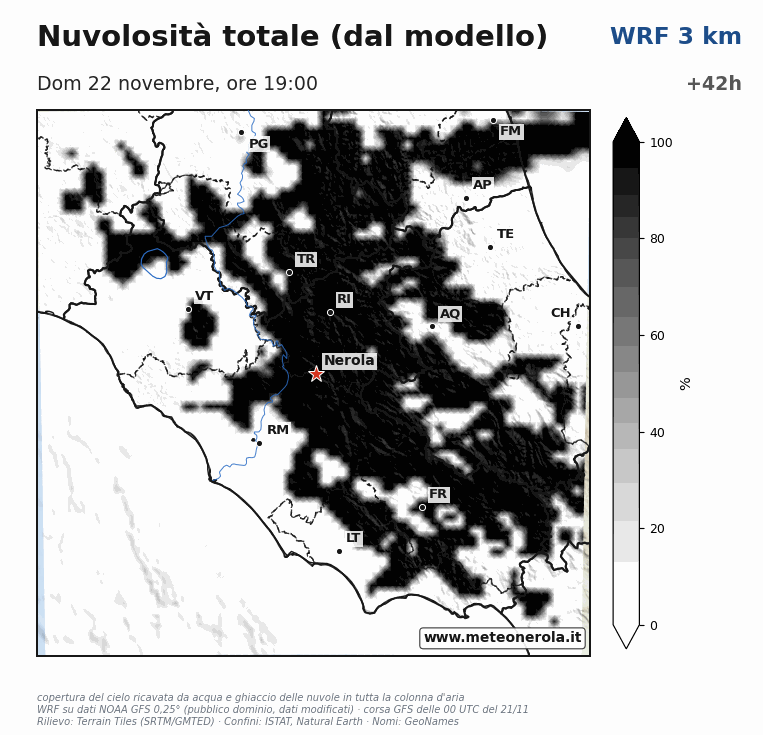 Nuvolosità totale (dal modello)
WRF 3 km
Dom 22 novembre, ore 19:00
+42h
FM
PG
AP
TE
TR
VT
RI
AQ
CH
Nerola
RM
FR
LT
www.meteonerola.it
100
80
60
40
20
0
%
copertura del cielo ricavata da acqua e ghiaccio delle nuvole in tutta la colonna d'aria
WRF su dati NOAA GFS 0,25° (pubblico dominio, dati modificati) · corsa GFS delle 00 UTC del 21/11
Rilievo: Terrain Tiles (SRTM/GMTED) · Confini: ISTAT, Natural Earth · Nomi: GeoNames